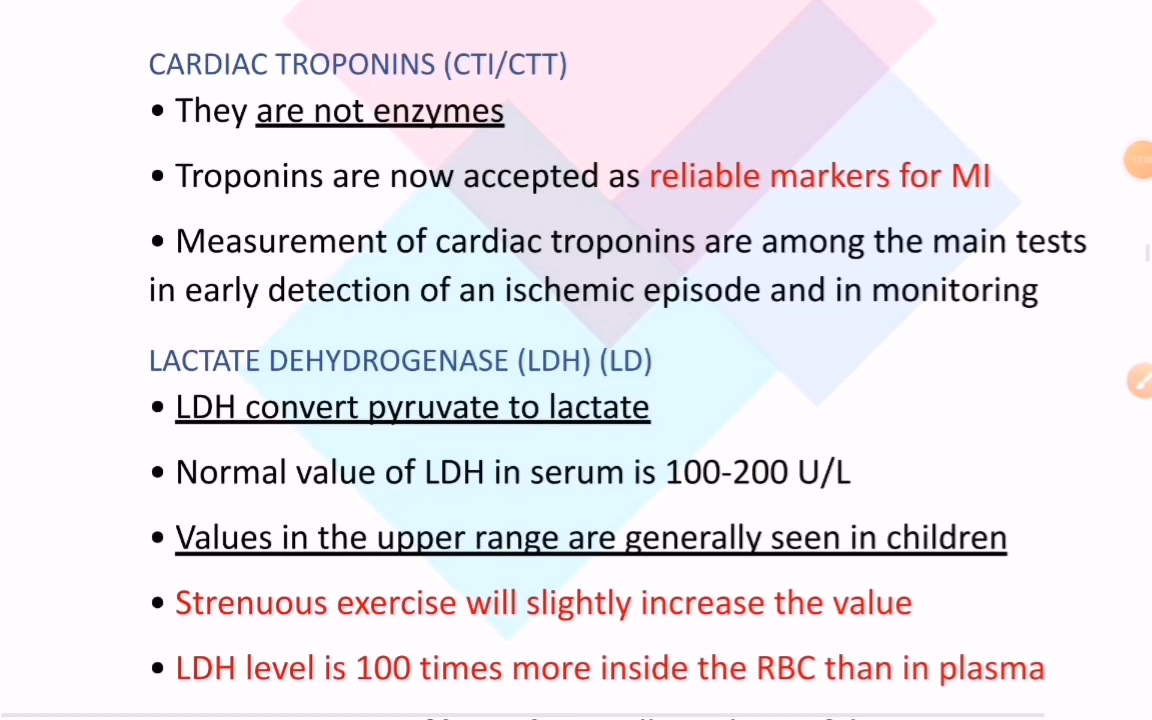 CARDIAC TROPONINS (CTI/CTT)
• They are not enzymes
• Troponins are now accepted as reliable markers for MI
• Measurement of cardiac troponins are among the main tests
in early detection of an ischemic episode and in monitoring
LACTATE DEHYDROGENASE (LDH) (LD)
• LDH convert pyruvate to lactate
• Normal value of LDH in serum is 100-200 U/L
• Values in the upper range are generally seen in children
• Strenuous exercise will slightly increase the value
• LDH level is 100 times more inside the RBC than in plasma